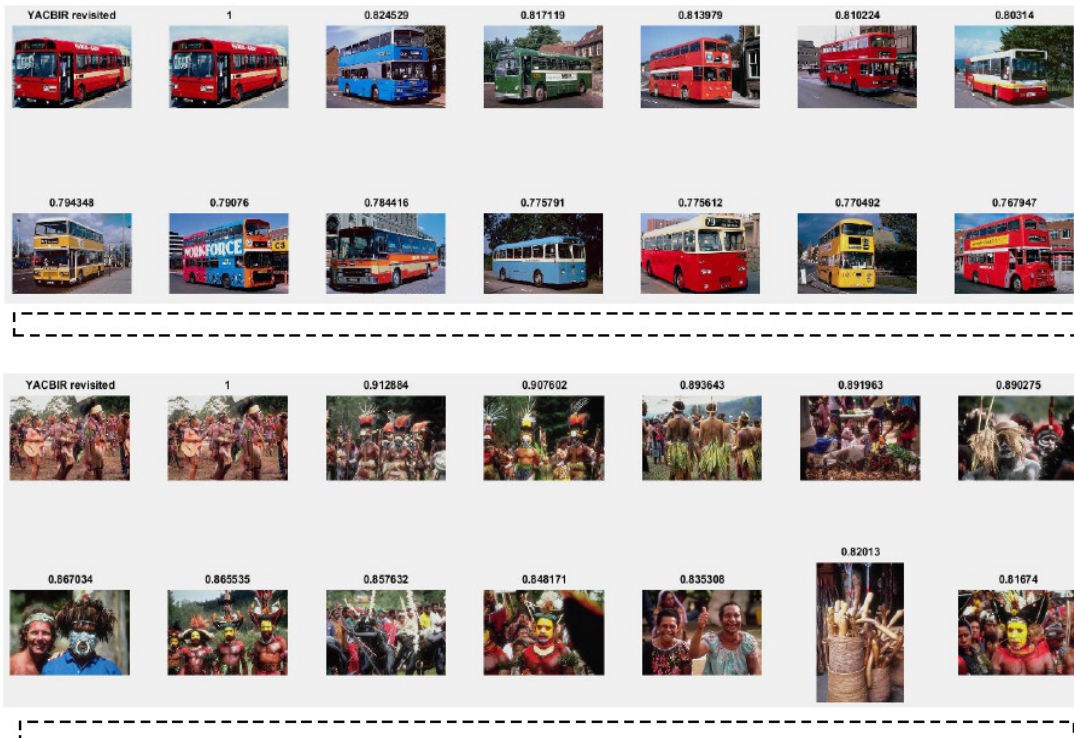 YACBIR revisited 1 0.824529 0.817119 0.813979 0.810224 0.80314
0.794348 0.79076 0.784416 0.775791 0.775612 0.770492 0.767947
WORKFORCE
C3
YACBIR revisited 1 0.912884 0.907602 0.893643 0.891963 0.890275
0.82013
0.867034 0.865535 0.857632 0.848171 0.835308 0.81674